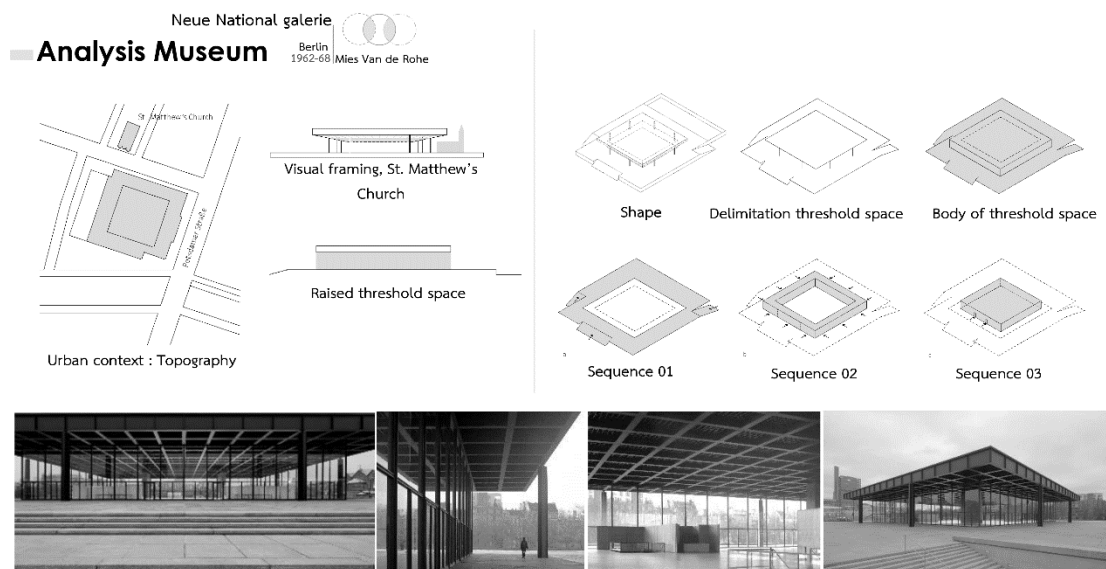 Neue National galerie
Analysis Museum
Berlin
1962-68
Mies Van de Rohe
St. Matthew's Church
Potsdamer Straße
Urban context : Topography
Visual framing, St. Matthew's
Church
Raised threshold space
Shape
Delimitation threshold space
Body of threshold space
a
Sequence 01
b
Sequence 02
c
Sequence 03